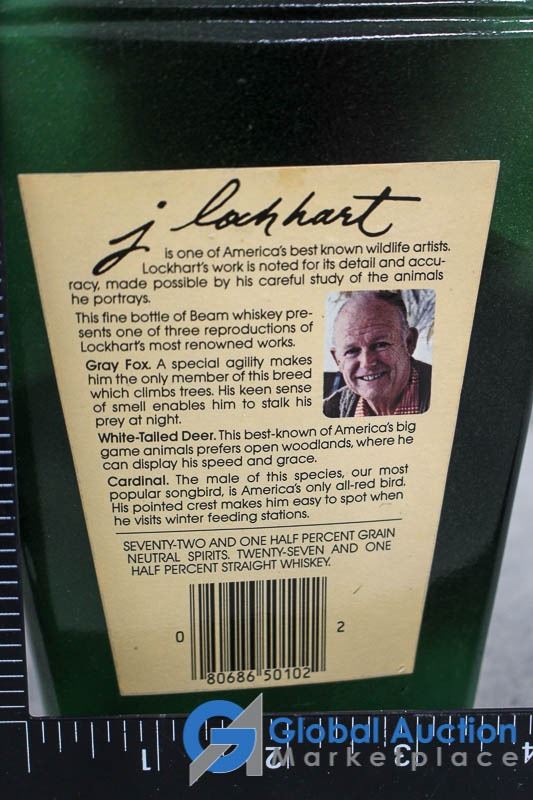 j lockhart
is one of America's best known wildlife artists.
Lockhart's work is noted for its detail and accu-
racy, made possible by his careful study of the animals
he portrays.
This fine bottle of Beam whiskey pre-
sents one of three reproductions of
Lockhart's most renowned works.
Gray Fox. A special agility makes
him the only member of this breed
which climbs trees. His keen sense
of smell enables him to stalk his
prey at night.
White-Tailed Deer. This best-known of America's big
game animals prefers open woodlands, where he
can display his speed and grace.
Cardinal. The male of this species, our most
popular songbird, is America's only all-red bird.
His pointed crest makes him easy to spot when
he visits winter feeding stations.
SEVENTY-TWO AND ONE HALF PERCENT GRAIN
NEUTRAL SPIRITS. TWENTY-SEVEN AND ONE
HALF PERCENT STRAIGHT WHISKEY.
0 80686 50102 2
1 2 3 4
Global Auction
Marketplace